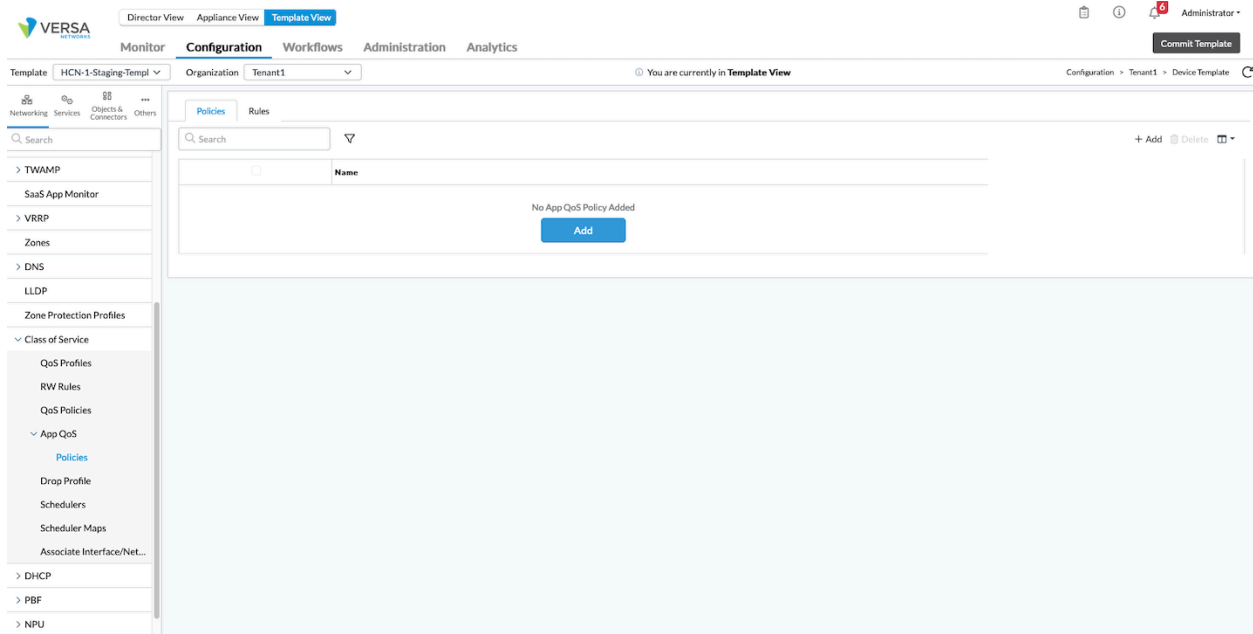 VERSA
NETWORKS
Director View Appliance View Template View
6
Administrator
Monitor Configuration Workflows Administration Analytics
Commit Template
Template HCN-1-Staging-Templ Organization Tenant1
You are currently in Template View
Configuration > Tenant1 > Device Template
Networking Services Objects & Connectors Others
Policies Rules
Search
Search
+ Add Delete
Name
No App QoS Policy Added
Add
TWAMP
SaaS App Monitor
VRRP
Zones
DNS
LLDP
Zone Protection Profiles
Class of Service
QoS Profiles
RW Rules
QoS Policies
App QoS
Policies
Drop Profile
Schedulers
Scheduler Maps
Associate Interface/Net...
DHCP
PBF
NPU